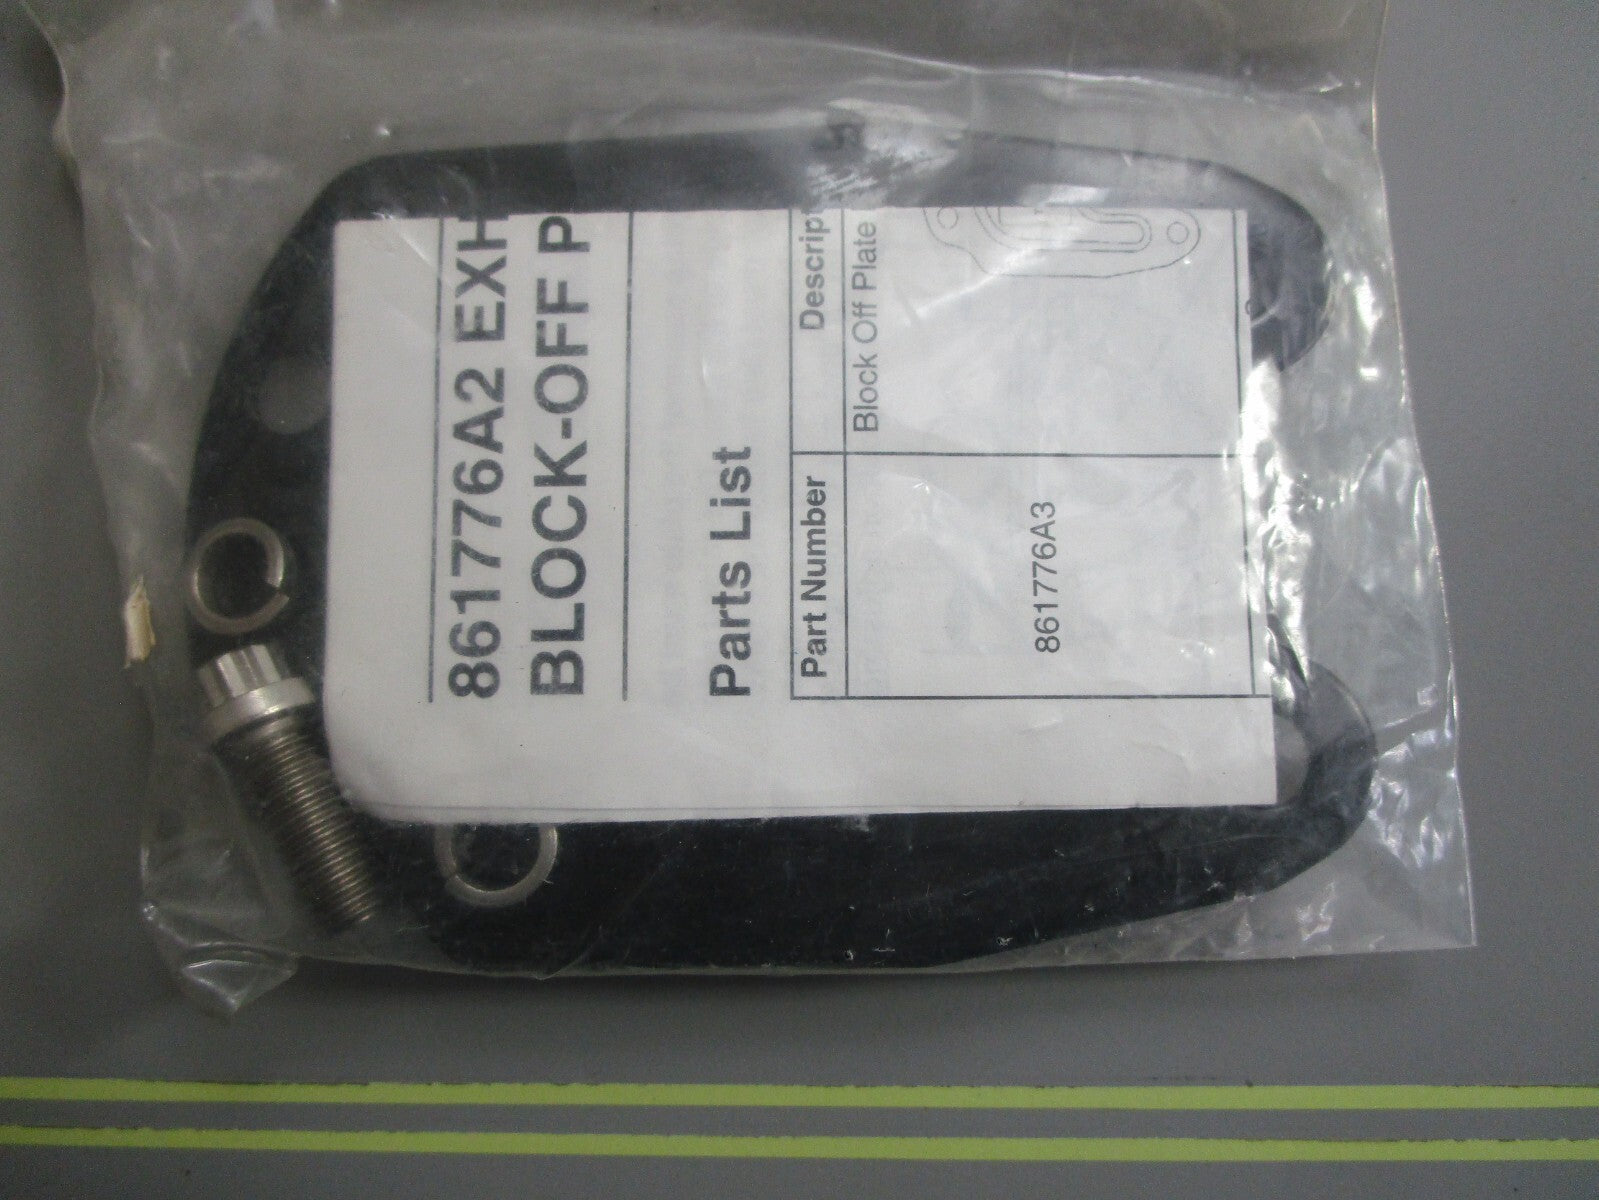 861776A2 EXH
BLOCK-OFF P
Parts List
Part Number Descript
861776A3 Block Off Plate